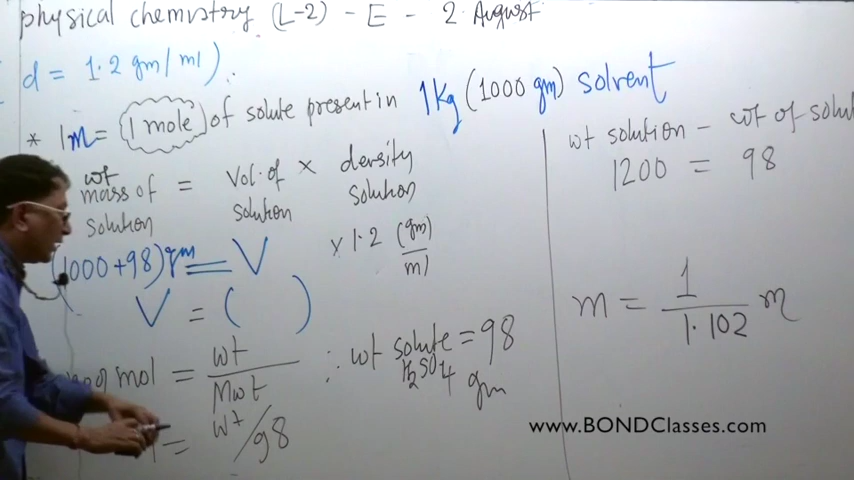 physical chemistry (L-2) - E - 2 August
d = 1.2 gm/ml)
* 1m = (1 mole) of solute present in 1Kg (1000 gm) solvent
wt
mass of solution = Vol. of solution × density solution
(1000+98) gm = V × 1.2 (gm/ml)
V = ( )
mol = wt/Mwt ∴ wt solute = 98
H2SO4 gm
= wt/98
wt solution - wt of solu
1200 = 98
m = 1/1.102 m
www.BONDClasses.com